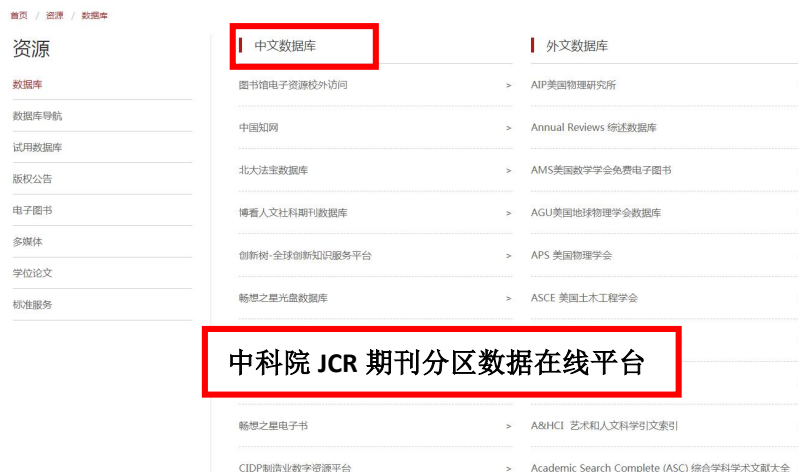 首页 / 资源 / 数据库
资源
数据库
数据库导航
试用数据库
版权公告
电子图书
多媒体
学位论文
标准服务
中文数据库
图书馆电子资源校外访问 >
中国知网 >
北大法宝数据库 >
博看人文社科期刊数据库 >
创新树-全球创新知识服务平台 >
畅想之星光盘数据库 >
中科院 JCR 期刊分区数据在线平台
畅想之星电子书 >
CIDP制造业数字资源平台 >
外文数据库
AIP美国物理研究所
Annual Reviews 综述数据库
AMS美国数学学会免费电子图书
AGU美国地球物理学会数据库
APS 美国物理学会
ASCE 美国土木工程学会
A&HCI 艺术和人文科学引文索引
Academic Search Complete (ASC) 综合学科学术文献大全